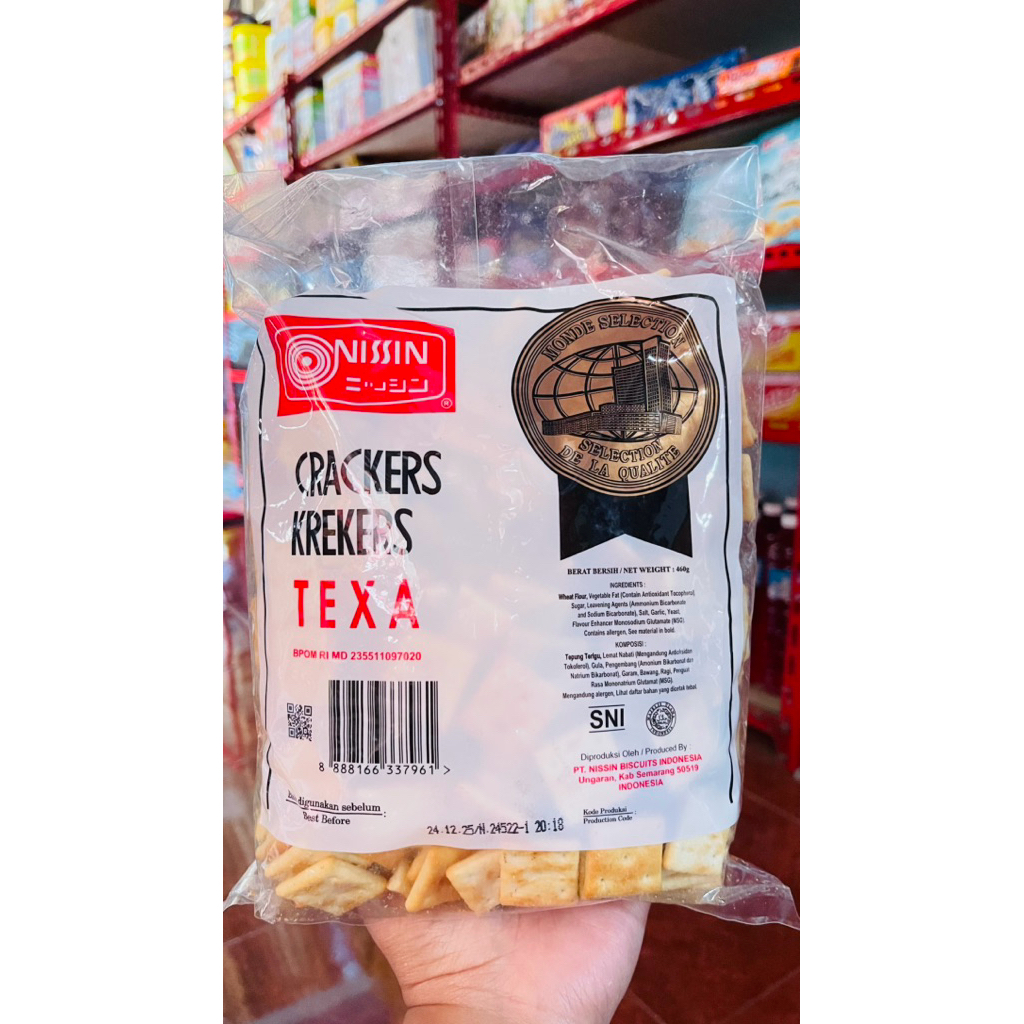 NISSIN
ニッシン
®
MONDE SELECTION
SELECTION
DE LA QUALITE
CRACKERS
KREKERS
TEXA
BPOM RI MD 235511097020
8 888166 337961 >
BERAT BERSIH / NET WEIGHT : 460g
INGREDIENTS :
Wheat Flour, Vegetable Fat (Contain Antioxidant Tocopherol)
Sugar, Leavening Agents (Ammonium Bicarbonate
and Sodium Bicarbonate), Salt, Garlic, Yeast,
Flavour Enhancer Monosodium Glutamate (MSG).
Contains allergen, See material in bold.
KOMPOSISI :
Tepung Terigu, Lemak Nabati (Mengandung Antioksidan
Tokoferol), Gula, Pengembang (Amonium Bikarbonat dan
Natrium Bikarbonat), Garam, Bawang, Ragi, Penguat
Rasa Mononatrium Glutamat (MSG).
Mengandung alergen, Lihat daftar bahan yang dicetak tebal.
SNI
Diproduksi Oleh / Produced By :
PT. NISSIN BISCUITS INDONESIA
Ungaran, Kab Semarang 50519
INDONESIA
digunakan sebelum :
Best Before
Kode Produksi :
Production Code
24.12.25/N.24522-1 20:18